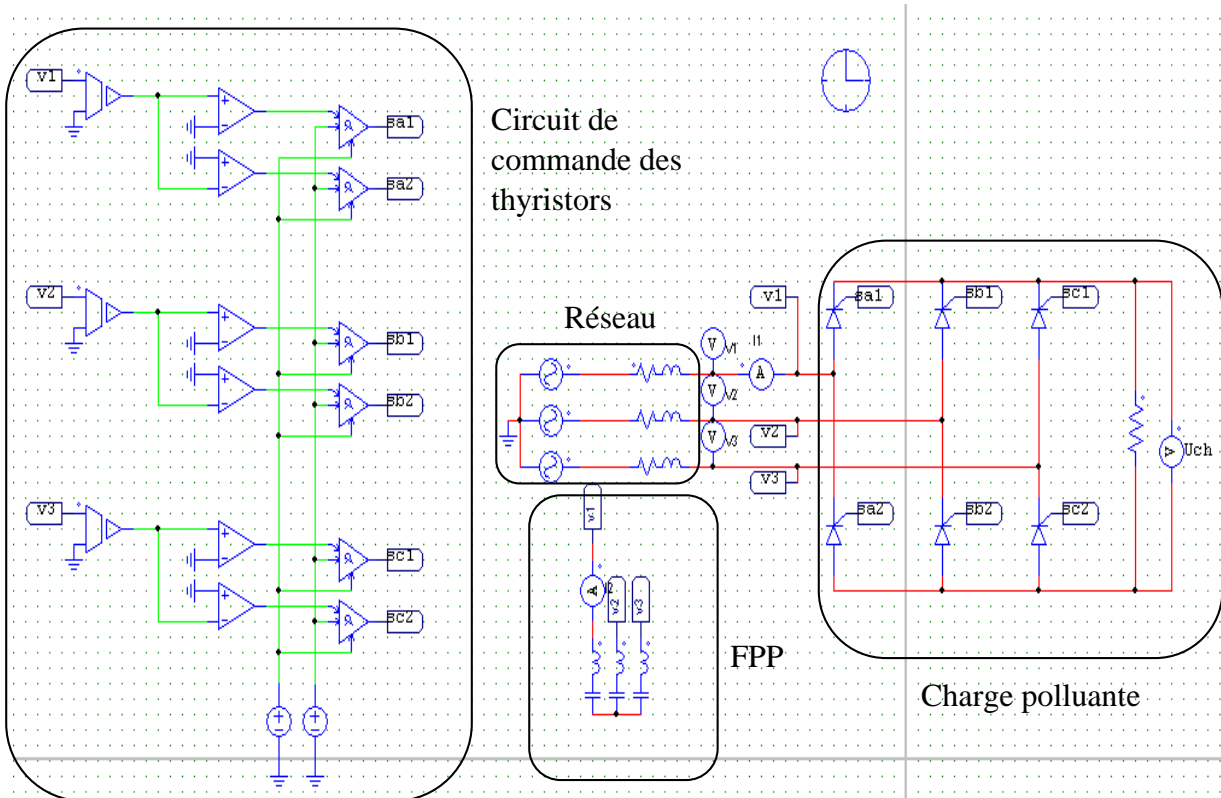 v1
sa1
sa2
Circuit de
commande des
thyristors
v2
sb1
sb2
v3
sc1
sc2
Réseau
V
V1
I1
A
V
V2
V
V3
v1
v2
v3
sa1
sb1
sc1
sa2
sb2
sc2
V
Uch
Charge polluante
v1
A
v2
v3
FPP